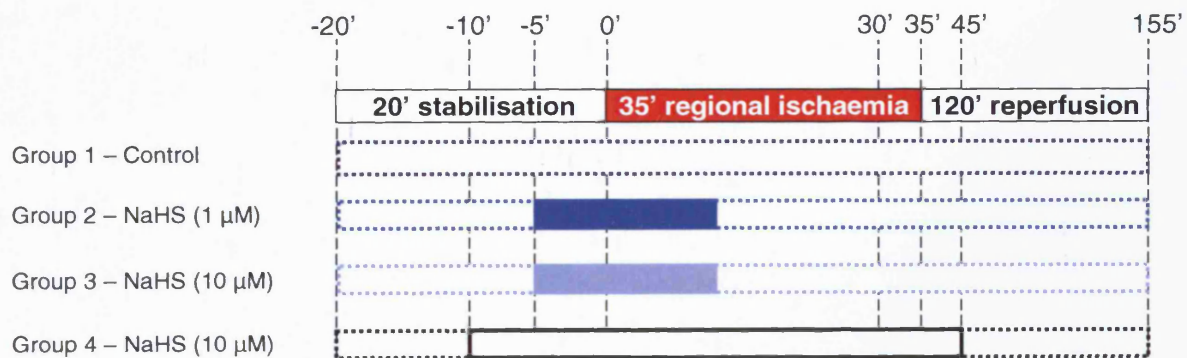 -20' -10' -5' 0' 30' 35' 45' 155'
20' stabilisation 35' regional ischaemia 120' reperfusion
Group 1 – Control
Group 2 – NaHS (1 µM)
Group 3 – NaHS (10 µM)
Group 4 – NaHS (10 µM)